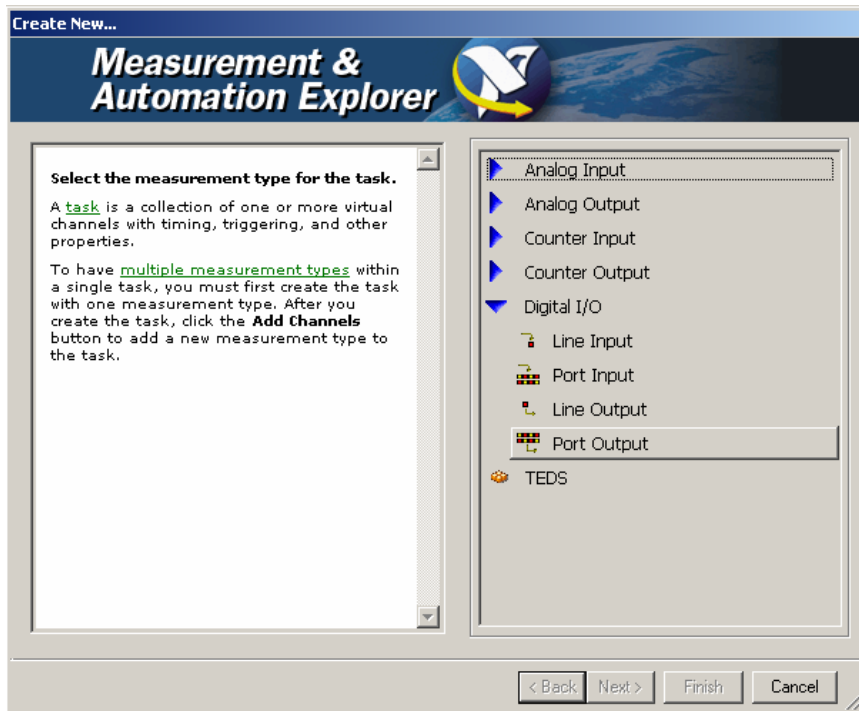 Create New...
Measurement &
Automation Explorer
Select the measurement type for the task.
A task is a collection of one or more virtual
channels with timing, triggering, and other
properties.
To have multiple measurement types within
a single task, you must first create the task
with one measurement type. After you
create the task, click the Add Channels
button to add a new measurement type to
the task.
Analog Input
Analog Output
Counter Input
Counter Output
Digital I/O
Line Input
Port Input
Line Output
Port Output
TEDS
< Back
Next >
Finish
Cancel